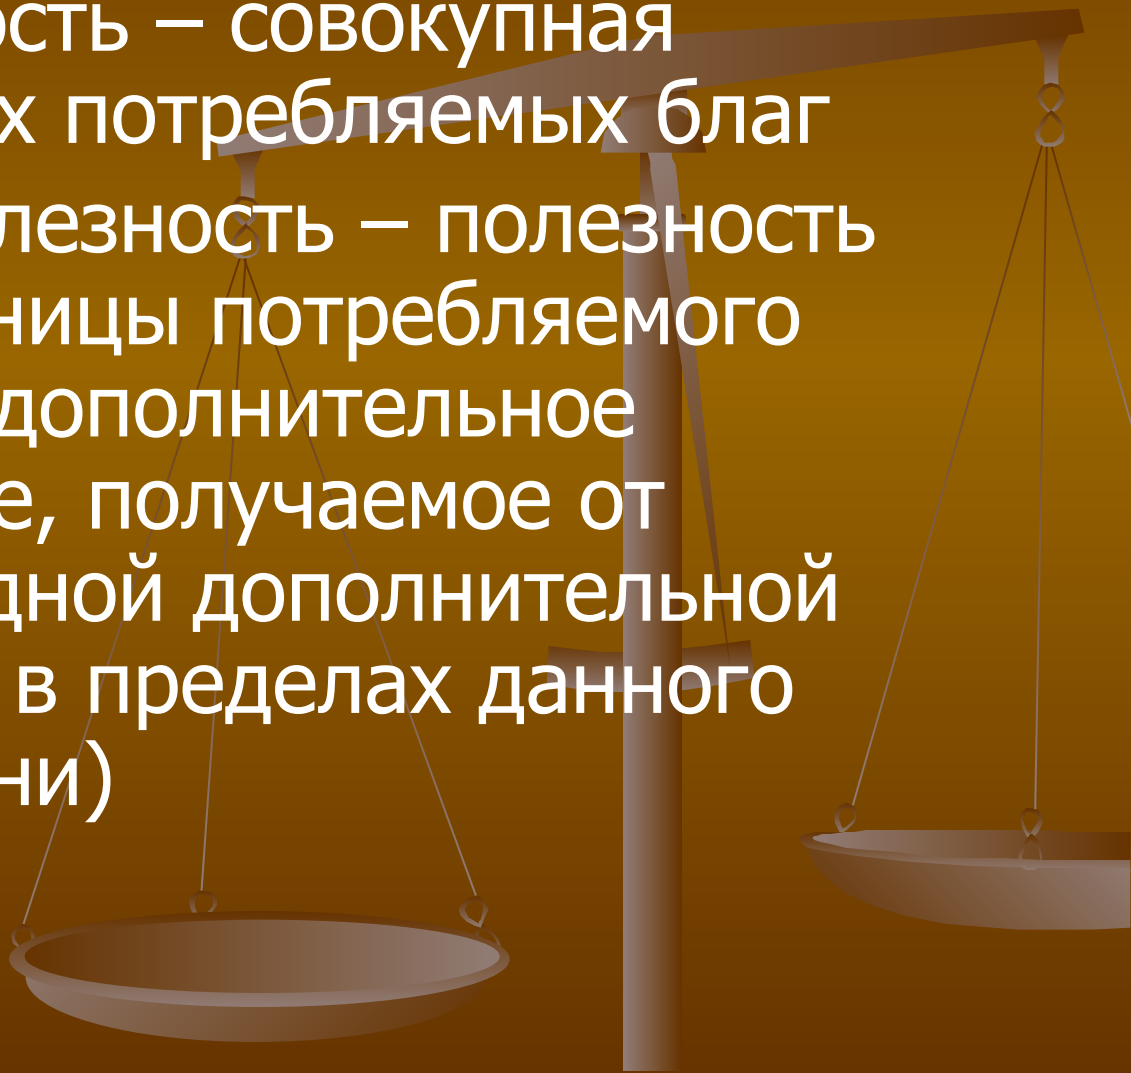 ость – совокупная
х потребляемых благ
лезность – полезность
ницы потребляемого
дополнительное
е, получаемое от
дной дополнительной
в пределах данного
ни)